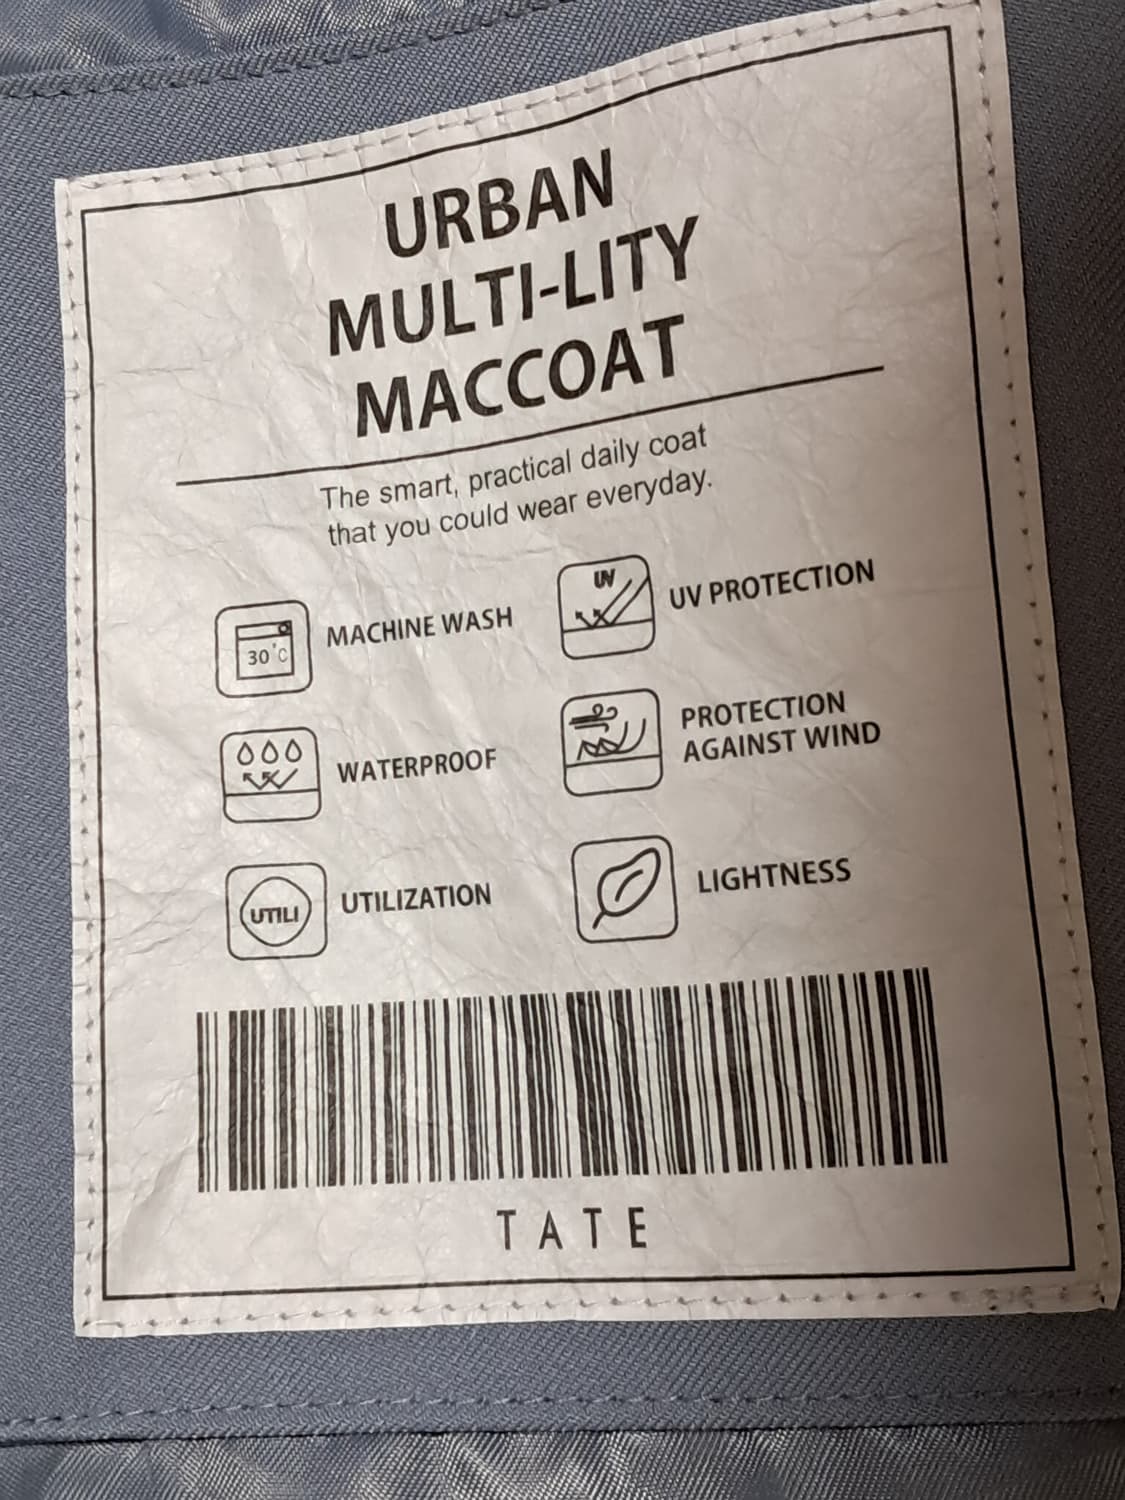 URBAN
MULTI-LITY
MACCOAT
The smart, practical daily coat
that you could wear everyday.
30°C
MACHINE WASH
UV
UV PROTECTION
WATERPROOF
PROTECTION
AGAINST WIND
UTILI
UTILIZATION
LIGHTNESS
TATE